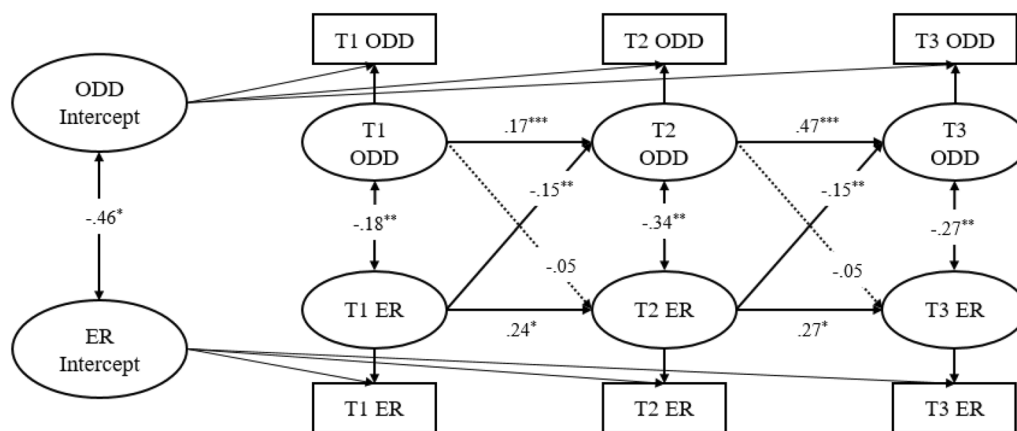 T1 ODD
T2 ODD
T3 ODD
ODD
Intercept
T1
ODD
.17***
T2
ODD
.47***
T3
ODD
-.46*
-.18**
-.15**
-.34**
-.15**
-.27**
-.05
-.05
ER
Intercept
T1 ER
.24*
T2 ER
.27*
T3 ER
T1 ER
T2 ER
T3 ER